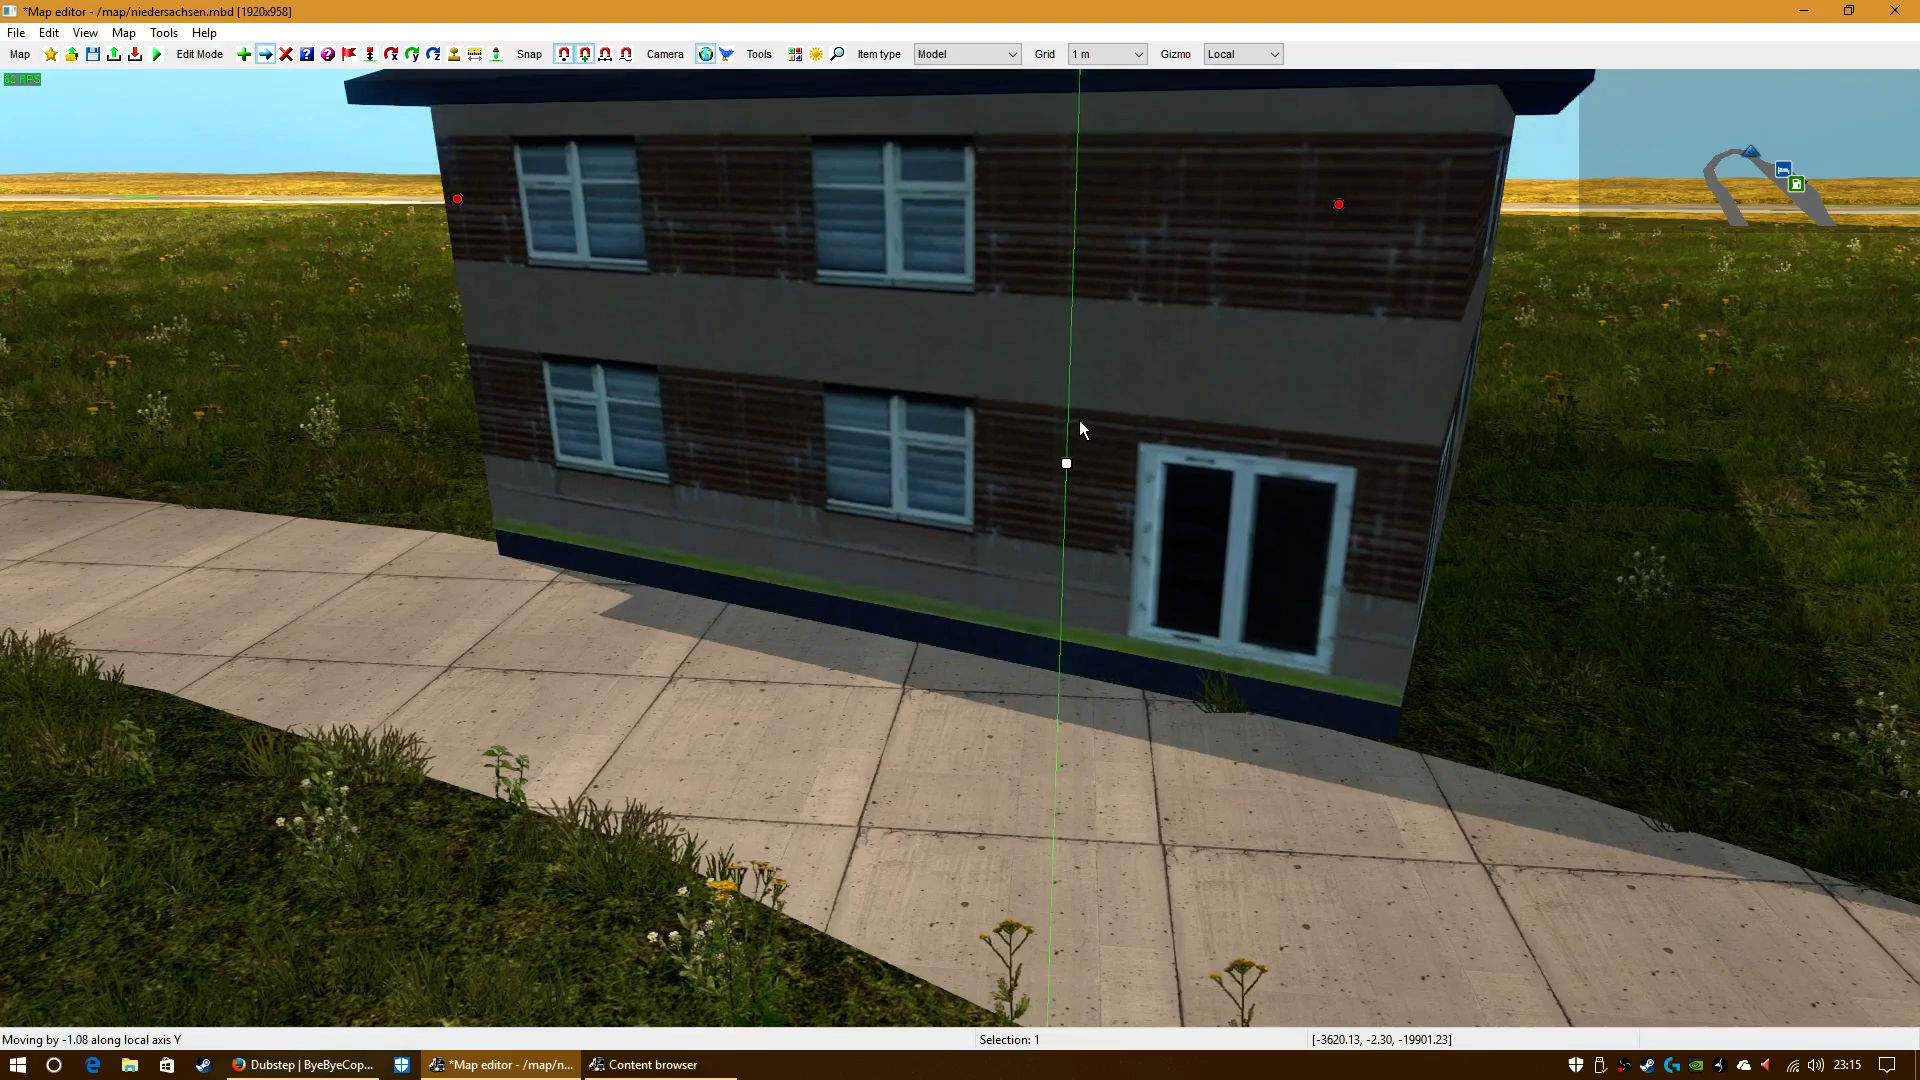 *Map editor - /map/niedersachsen.mbd [1920x958]
File Edit View Map Tools Help
Map Edit Mode Snap Camera Tools Item type Model Grid 1 m Gizmo Local
Moving by -1.08 along local axis Y Selection: 1 [-3620.13, -2.30, -19901.23]
Dubstep | ByeByeCop... *Map editor - /map/n... Content browser 23:15